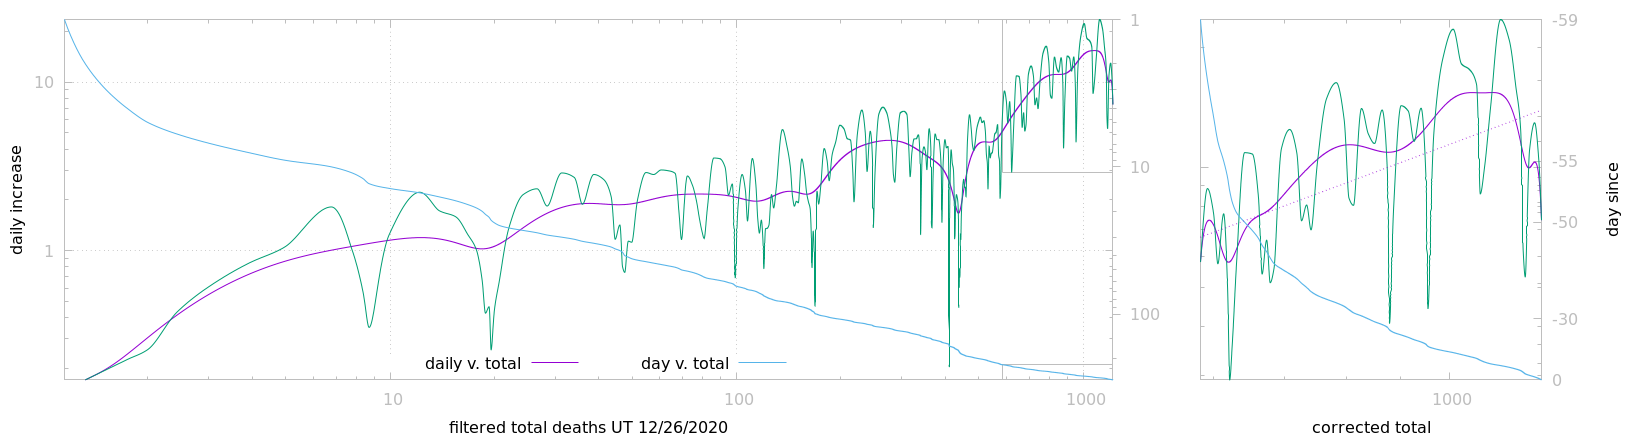 1
-59
10
daily increase
10
-55
day since
-50
1
100
-30
daily v. total
day v. total
0
10
100
1000
1000
filtered total deaths UT 12/26/2020
corrected total